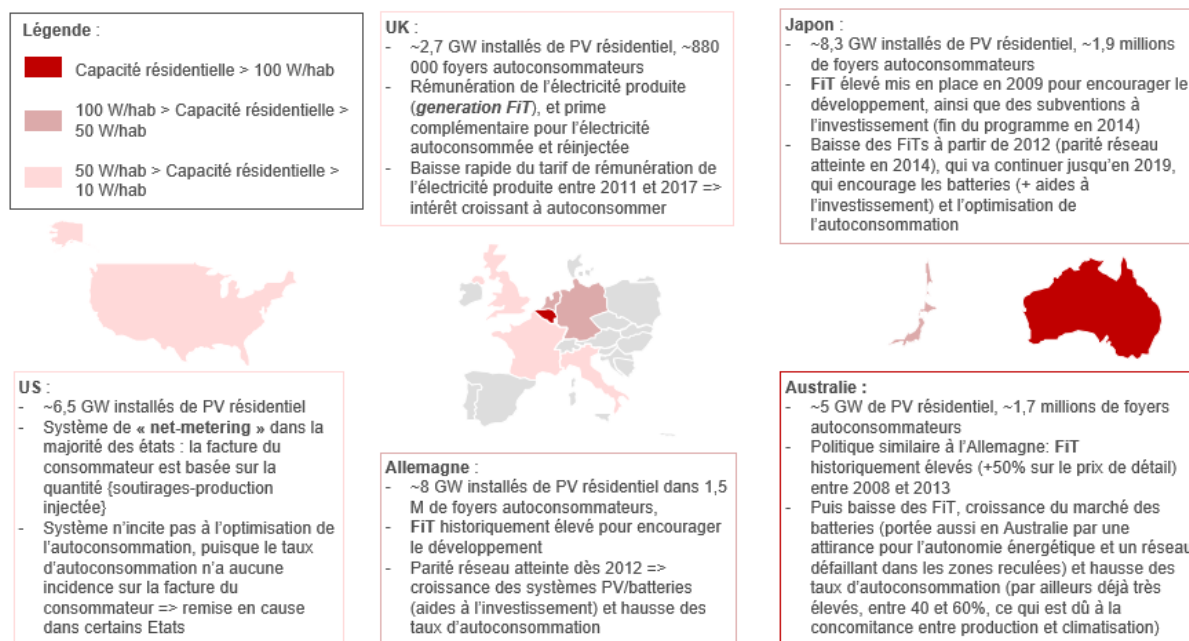 Légende :
Capacité résidentielle > 100 W/hab
100 W/hab > Capacité résidentielle >
50 W/hab
50 W/hab > Capacité résidentielle >
10 W/hab
UK :
- ~2,7 GW installés de PV résidentiel, ~880
000 foyers autoconsommateurs
- Rémunération de l'électricité produite
(generation FiT), et prime
complémentaire pour l'électricité
autoconsommée et réinjectée
- Baisse rapide du tarif de rémunération de
l'électricité produite entre 2011 et 2017 =>
intérêt croissant à autoconsommer
Japon :
- ~8,3 GW installés de PV résidentiel, ~1,9 millions
de foyers autoconsommateurs
- FiT élevé mis en place en 2009 pour encourager le
développement, ainsi que des subventions à
l'investissement (fin du programme en 2014)
- Baisse des FiTs à partir de 2012 (parité réseau
atteinte en 2014), qui va continuer jusqu'en 2019,
qui encourage les batteries (+ aides à
l'investissement) et l'optimisation de
l'autoconsommation
US :
- ~6,5 GW installés de PV résidentiel
- Système de « net-metering » dans la
majorité des états : la facture du
consommateur est basée sur la
quantité {soutirages-production
injectée}
- Système n'incite pas à l'optimisation de
l'autoconsommation, puisque le taux
d'autoconsommation n'a aucune
incidence sur la facture du
consommateur => remise en cause
dans certains Etats
Allemagne :
- ~8 GW installés de PV résidentiel dans 1,5
M de foyers autoconsommateurs,
- FiT historiquement élevé pour encourager
le développement
- Parité réseau atteinte dès 2012 =>
croissance des systèmes PV/batteries
(aides à l'investissement) et hausse des
taux d'autoconsommation
Australie :
- ~5 GW de PV résidentiel, ~1,7 millions de foyers
autoconsommateurs
- Politique similaire à l'Allemagne: FiT
historiquement élevés (+50% sur le prix de détail)
entre 2008 et 2013
- Puis baisse des FiT, croissance du marché des
batteries (portée aussi en Australie par une
attirance pour l'autonomie énergétique et un réseau
défaillant dans les zones reculées) et hausse des
taux d'autoconsommation (par ailleurs déjà très
élevés, entre 40 et 60%, ce qui est dû à la
concomitance entre production et climatisation)